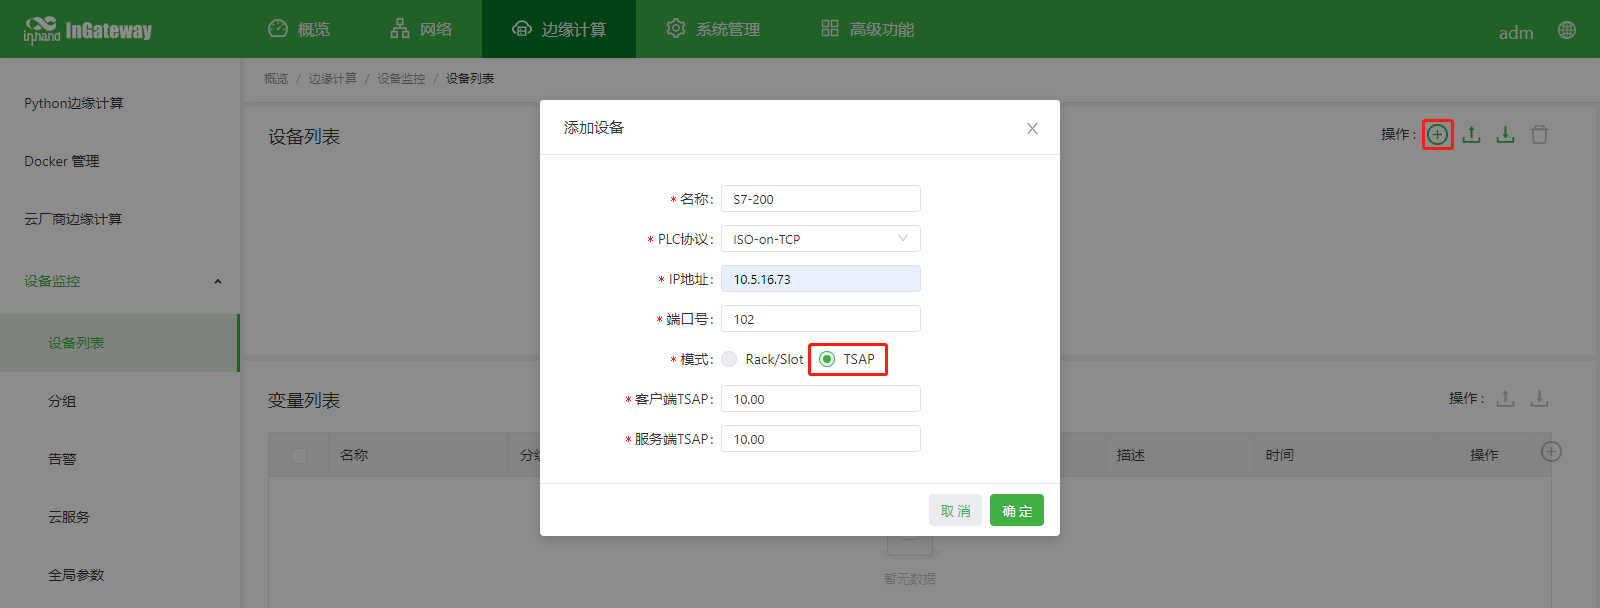 inhand InGateway
概览
网络
边缘计算
系统管理
高级功能
adm
Python边缘计算
Docker 管理
云厂商边缘计算
设备监控
设备列表
分组
告警
云服务
全局参数
概览 / 边缘计算 / 设备监控 / 设备列表
设备列表
操作：
添加设备
* 名称： S7-200
* PLC协议： ISO-on-TCP
* IP地址： 10.5.16.73
* 端口号： 102
* 模式： Rack/Slot TSAP
* 客户端TSAP： 10.00
* 服务端TSAP： 10.00
取 消 确 定
变量列表
操作：
名称 分 描述 时间 操作
暂无数据